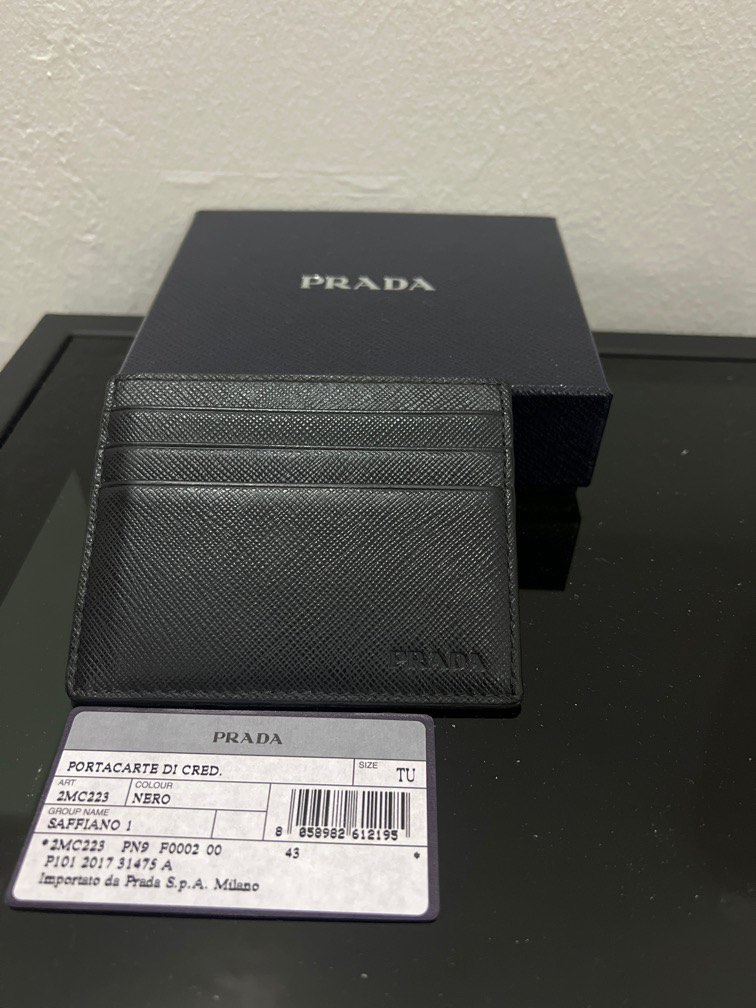 PRADA
PRADA
PRADA
PORTACARTE DI CRED.
SIZE
TU
ART
2MC223
COLOUR
NERO
GROUP NAME
SAFFIANO 1
8 058982 612195
*2MC223 PN9 F0002 00 43 *
P101 2017 31475 A
Importato da Prada S.p.A. Milano